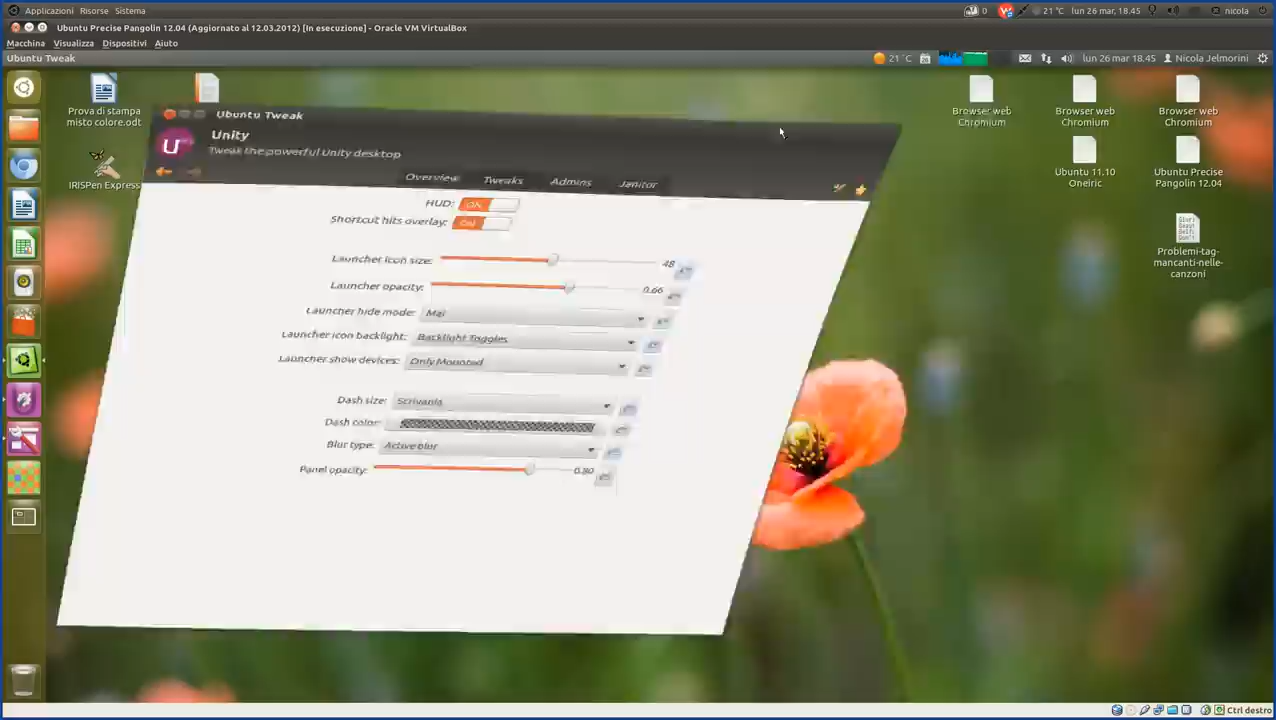 Applicazioni Risorse Sistema
0 21 °C lun 26 mar, 18.45 nicola
Ubuntu Precise Pangolin 12.04 (Aggiornato al 12.03.2012) [In esecuzione] - Oracle VM VirtualBox
Macchina Visualizza Dispositivi Aiuto
Ubuntu Tweak
21 °C lun 26 mar 18.45 Nicola Jelmorini
Prova di stampa
misto colore.odt
IRISPen Express
Browser web
Chromium
Browser web
Chromium
Browser web
Chromium
Ubuntu 11.10
Oneiric
Ubuntu Precise
Pangolin 12.04
Problemi-tag-
mancanti-nelle-
canzoni
Ubuntu Tweak
Unity
Tweak the powerful Unity desktop
Overview Tweaks Admins Janitor
HUD: ON
Shortcut hits overlay: ON
Launcher icon size: 48
Launcher opacity: 0.66
Launcher hide mode: Mai
Launcher icon backlight: Backlight Toggles
Launcher show devices: Only Mounted
Dash size: Scrivania
Dash color:
Blur type: Active blur
Panel opacity: 0.80
Ctrl destro